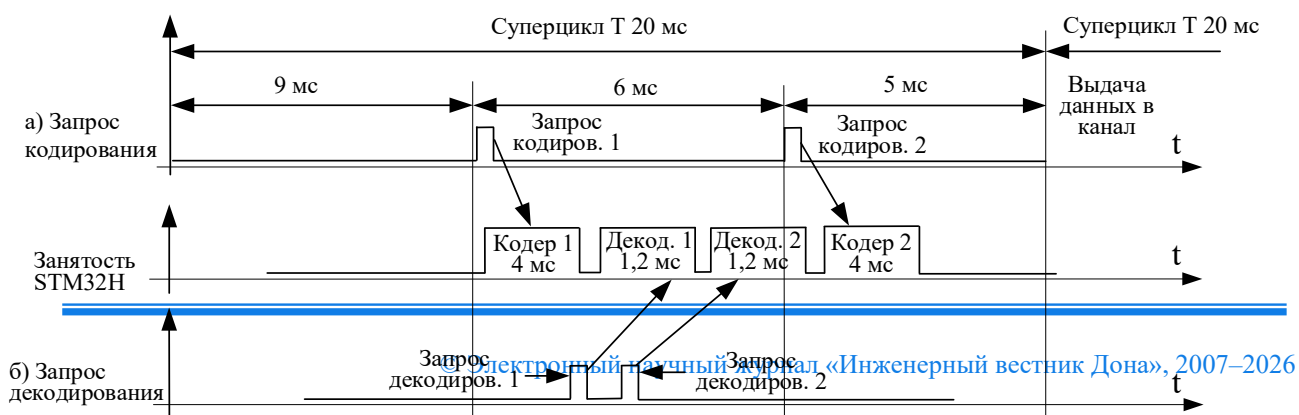 Суперцикл Т 20 мс
Суперцикл Т 20 мс
9 мс
6 мс
5 мс
Выдача
данных в
канал
а) Запрос
кодирования
Запрос
кодиров. 1
Запрос
кодиров. 2
t
Занятость
STM32H
Кодер 1
4 мс
Декод. 1
1,2 мс
Декод. 2
1,2 мс
Кодер 2
4 мс
t
© Электронный научный журнал «Инженерный вестник Дона», 2007–2026
б) Запрос
декодирования
Запрос
декодиров. 1
Запрос
декодиров. 2
t